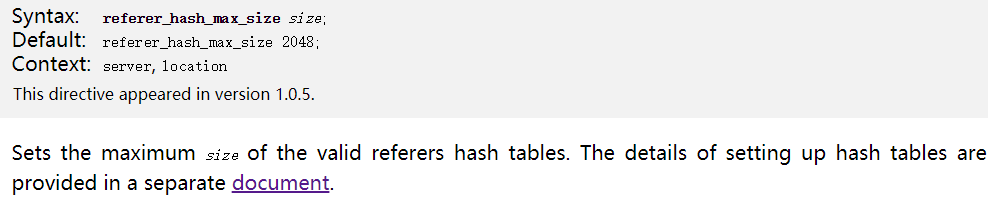 Syntax: referer_hash_max_size size;
Default: referer_hash_max_size 2048;
Context: server, location
This directive appeared in version 1.0.5.
Sets the maximum size of the valid referers hash tables. The details of setting up hash tables are
provided in a separate document.